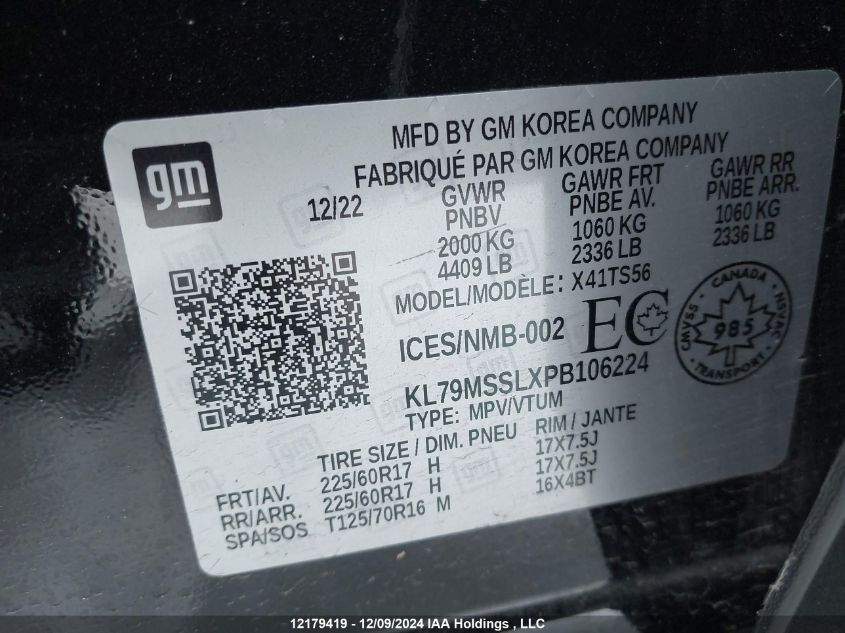 MFD BY GM KOREA COMPANY
FABRIQUÉ PAR GM KOREA COMPANY
gm
12/22
GVWR GAWR FRT GAWR RR
PNBV PNBE AV. PNBE ARR.
2000 KG 1060 KG 1060 KG
4409 LB 2336 LB 2336 LB
MODEL/MODÈLE: X41TS56
ICES/NMB-002 EC
CANADA
985
CMVSS NSVAC
KL79MSSLXPB106224
TYPE: MPV/VTUM
TIRE SIZE / DIM. PNEU RIM / JANTE
FRT/AV. 225/60R17 H 17X7.5J
RR/ARR. 225/60R17 H 17X7.5J
SPA/SOS T125/70R16 M 16X4BT
12179419 - 12/09/2024 IAA Holdings , LLC